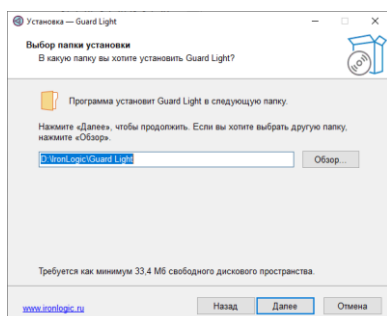 Установка — Guard Light
Выбор папки установки
В какую папку вы хотите установить Guard Light?
Программа установит Guard Light в следующую папку.
Нажмите «Далее», чтобы продолжить. Если вы хотите выбрать другую папку,
нажмите «Обзор».
D:\IronLogic\Guard Light
Обзор...
Требуется как минимум 33,4 Мб свободного дискового пространства.
www.ironlogic.ru
Назад
Далее
Отмена